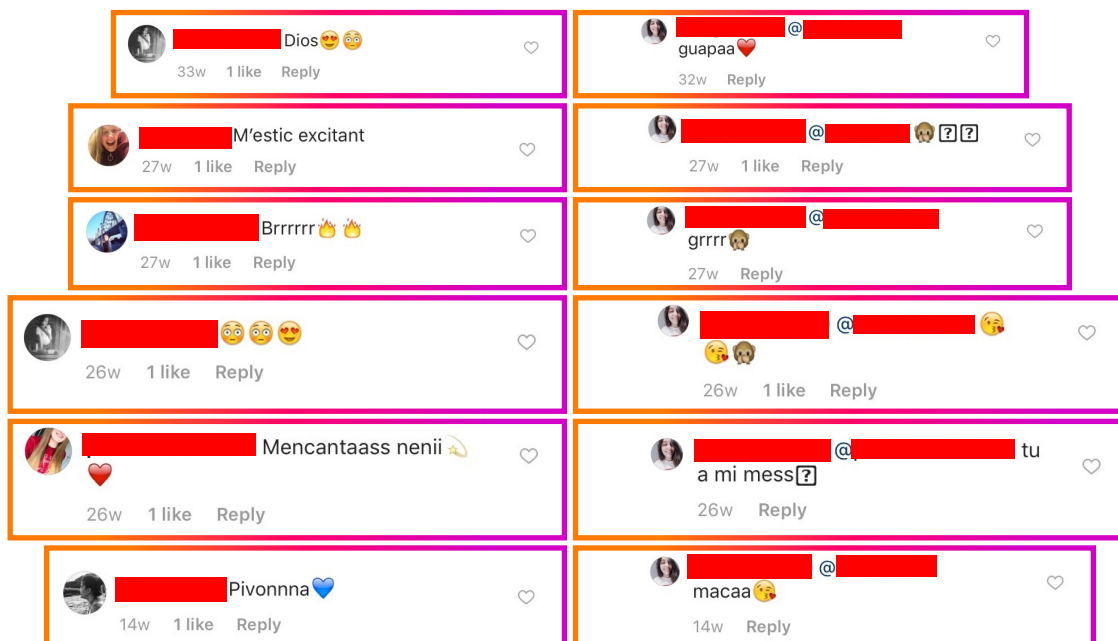 Dios😍😳
33w 1 like Reply
@
guapaa❤️
32w Reply
M'estic excitant
27w 1 like Reply
@ 🙊⍰⍰
27w 1 like Reply
Brrrrrr🔥🔥
27w 1 like Reply
@
grrrr🙊
27w Reply
😳😳😍
26w 1 like Reply
@ 😘
😘🙊
26w 1 like Reply
Mencantaass nenii💫
❤️
26w 1 like Reply
@ tu
a mi mess⍰
26w Reply
Pivonnna💙
14w 1 like Reply
@
macaa😘
14w Reply